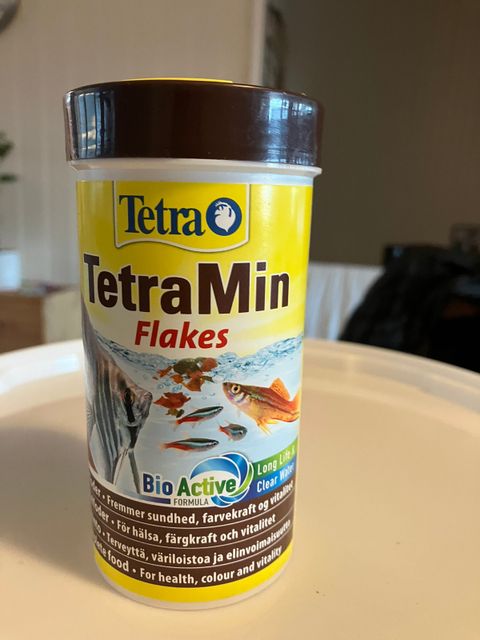 Tetra
TetraMin
Flakes
Bio Active
FORMULA
Long Life &
Clear Water
• Fremmer sundhed, farvekraft og vitalitet
• För hälsa, färgkraft och vitalitet
• Terveyttä, väriloistoa ja elinvoimaisuutta
food • For health, colour and vitality